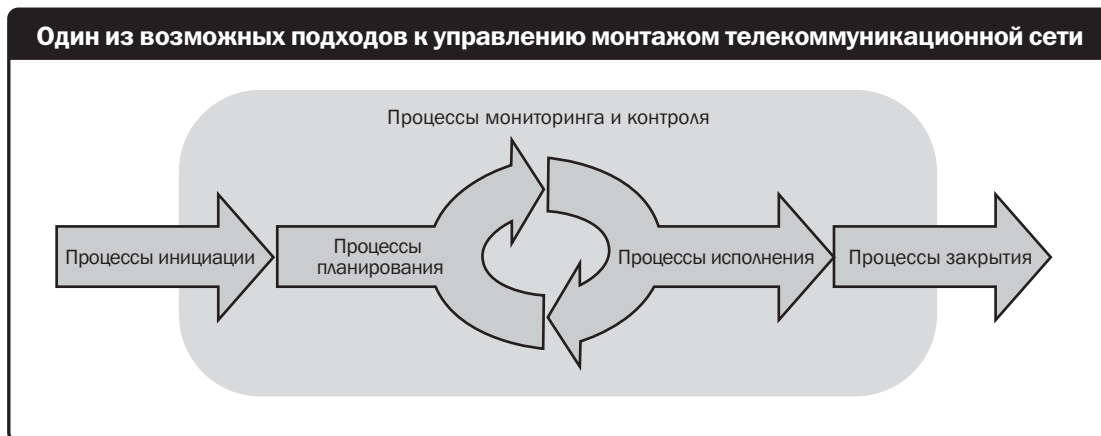 Один из возможных подходов к управлению монтажом телекоммуникационной сети
Процессы мониторинга и контроля
Процессы инициации
Процессы
планирования
Процессы исполнения
Процессы закрытия